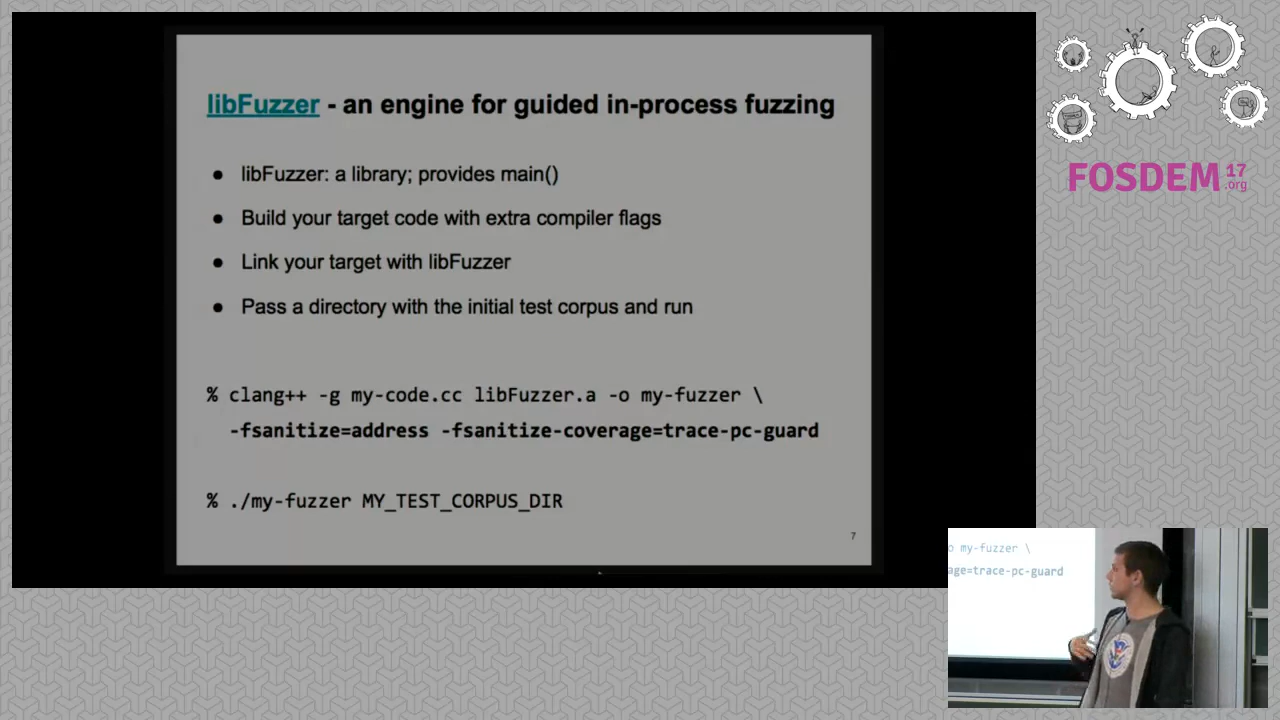 libFuzzer - an engine for guided in-process fuzzing
● libFuzzer: a library; provides main()
● Build your target code with extra compiler flags
● Link your target with libFuzzer
● Pass a directory with the initial test corpus and run
% clang++ -g my-code.cc libFuzzer.a -o my-fuzzer \
-fsanitize=address -fsanitize-coverage=trace-pc-guard
% ./my-fuzzer MY_TEST_CORPUS_DIR
7
FOSDEM 17
.org
o my-fuzzer \
age=trace-pc-guard